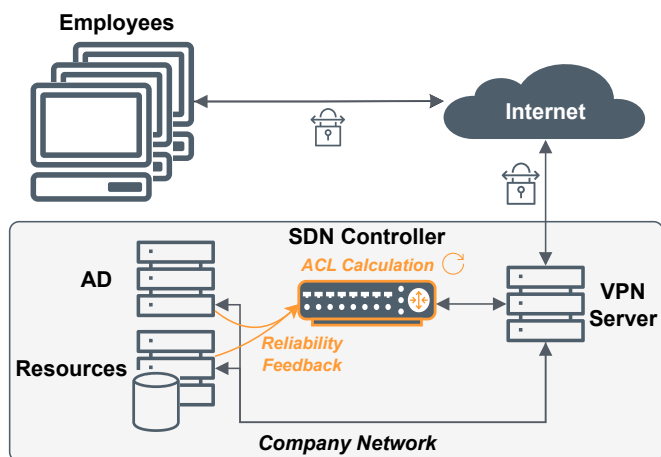 Employees
Internet
SDN Controller
ACL Calculation
AD
VPN
Server
Reliability
Feedback
Resources
Company Network